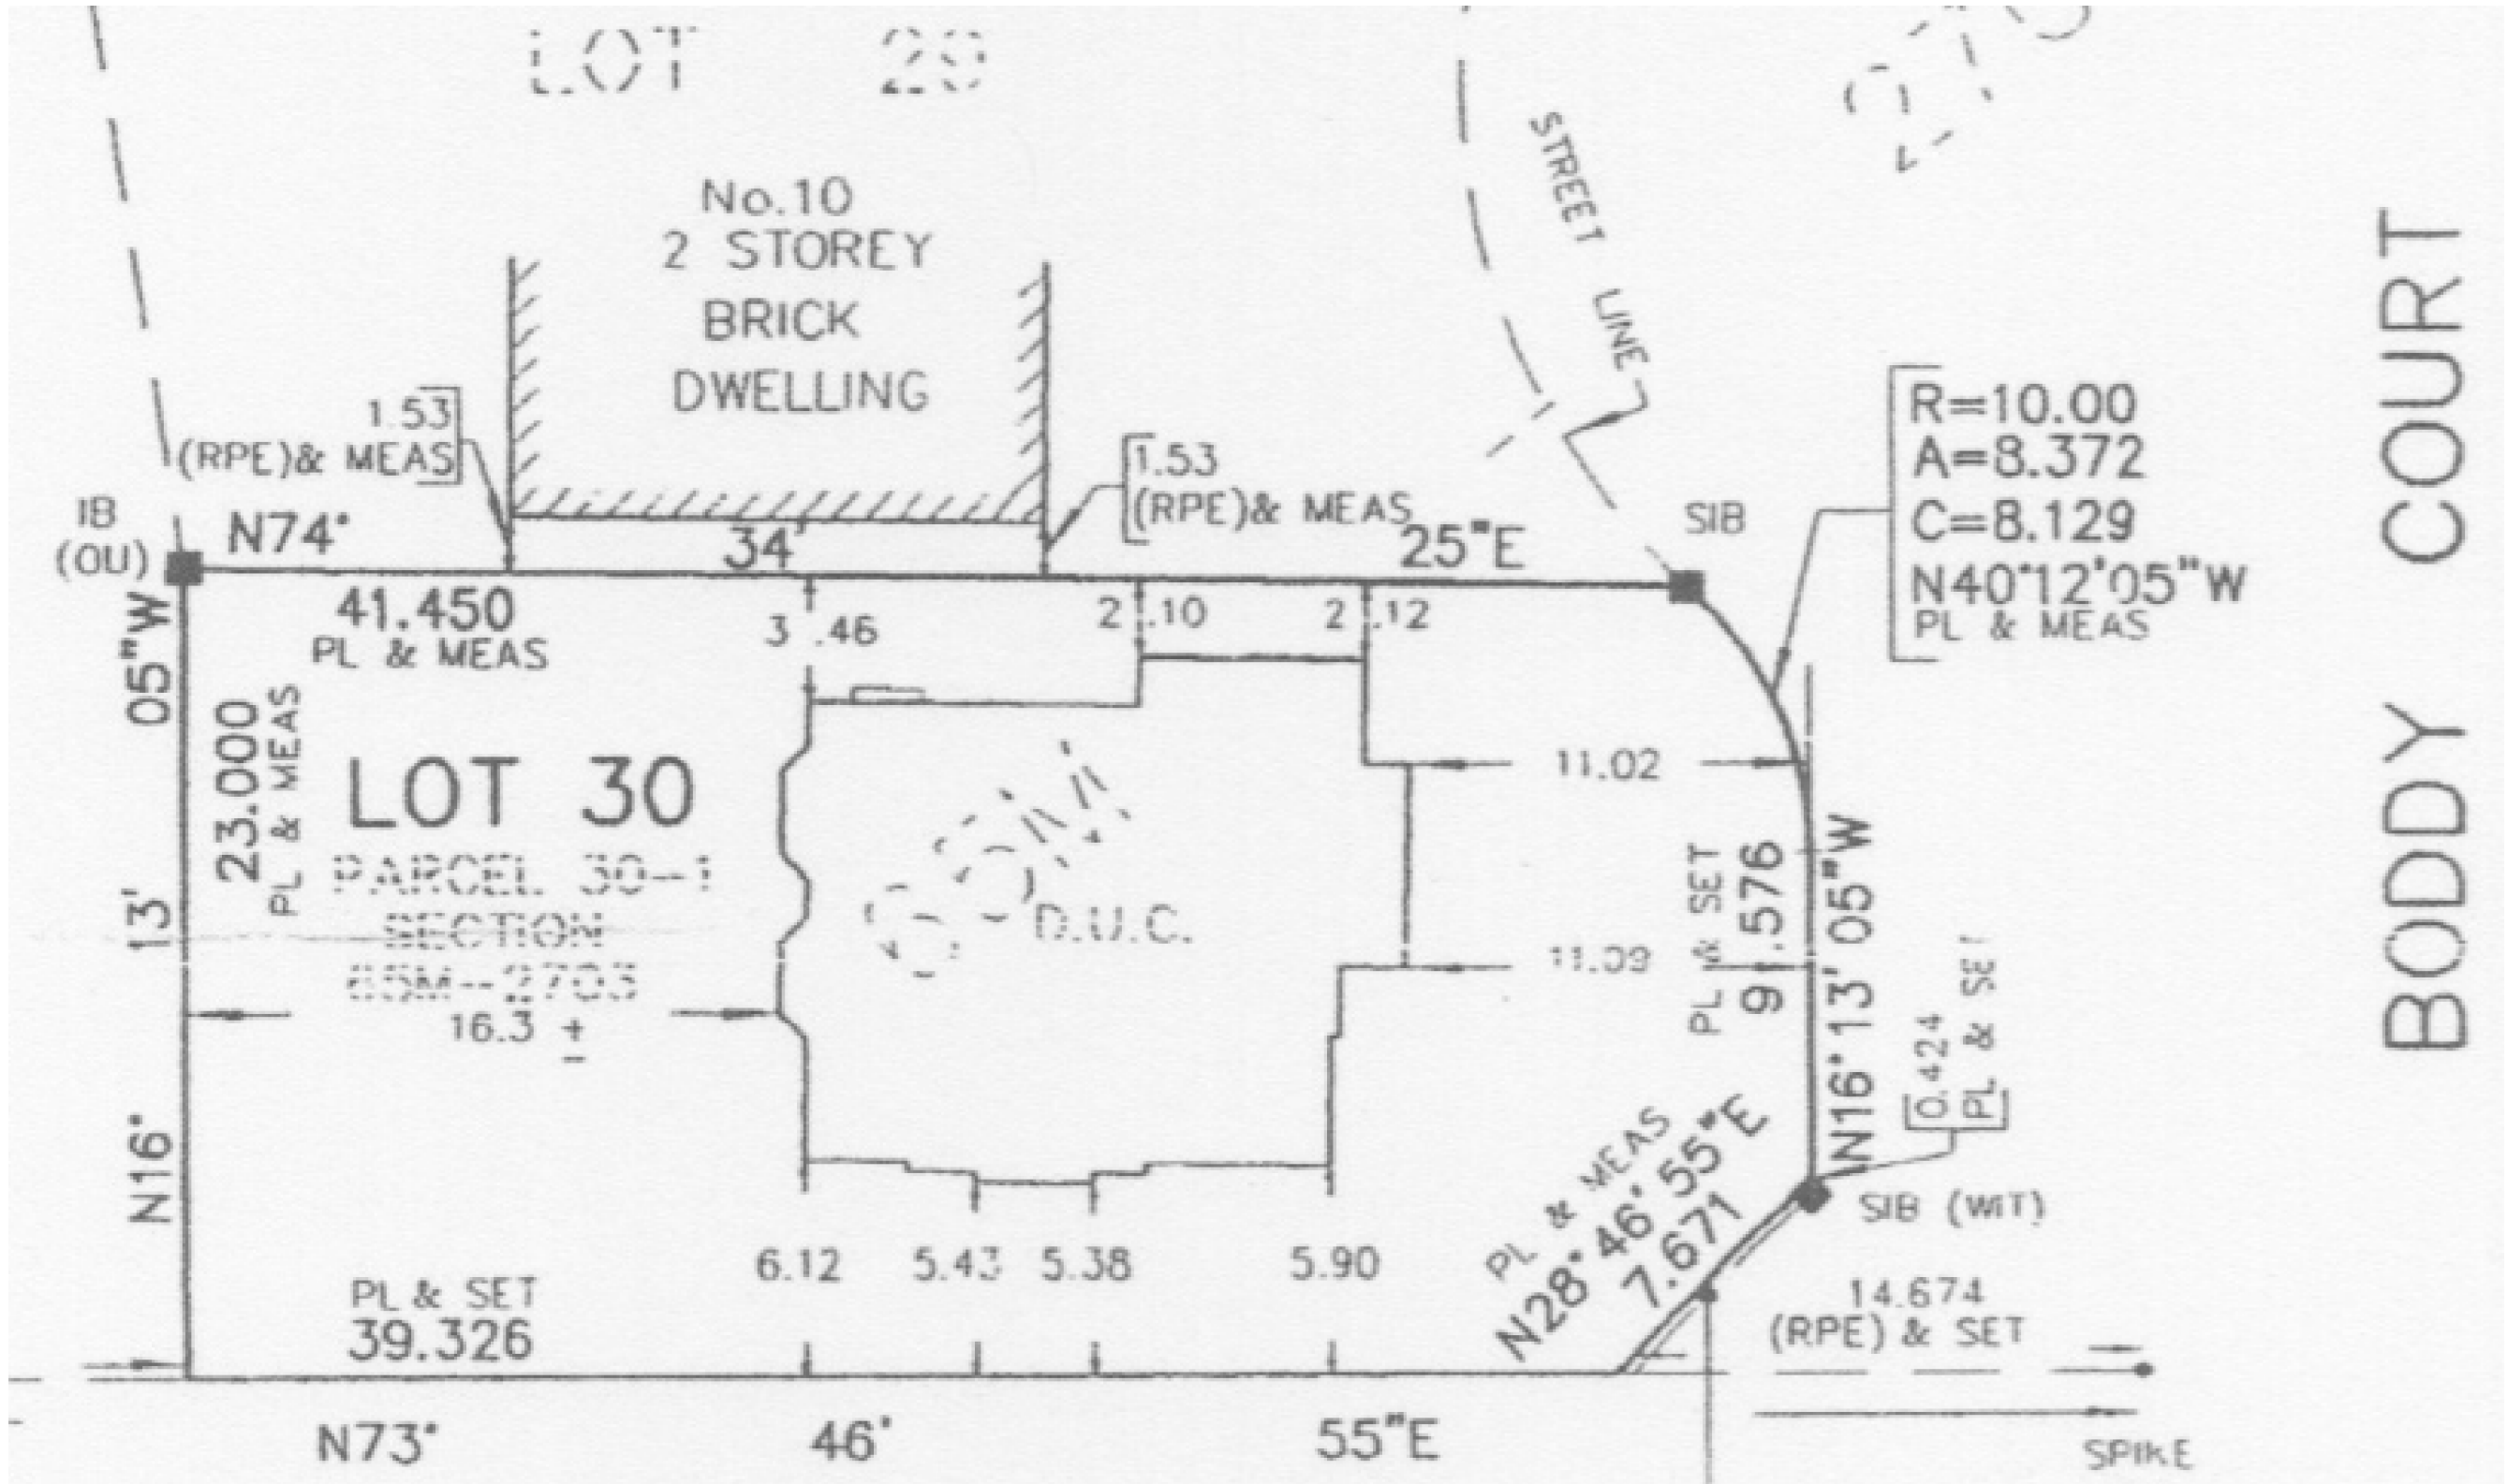 LOT 29
No.10
2 STOREY
BRICK
DWELLING
STREET LINE
1.53
(RPE)& MEAS
1.53
(RPE)& MEAS
R=10.00
A=8.372
C=8.129
N40°12'05"W
PL & MEAS
BODY COURT
IB
(OU)
N74° 34' 25"E
SIB
41.450
PL & MEAS
3.46
2.10
2.12
N16° 13' 05"W
23.000
PL & MEAS
LOT 30
PARCEL 30-1
SECTION
65M-2703
16.3 ±
D.U.C.
11.02
11.09
PL & SET
9.576
N16° 13' 05"W
0.424
PL & SET
SIB (WIT)
PL & MEAS
N28° 46' 55"E
7.671
6.12
5.43
5.38
5.90
14.674
(RPE) & SET
PL & SET
39.326
N73° 46' 55"E
SPIKE